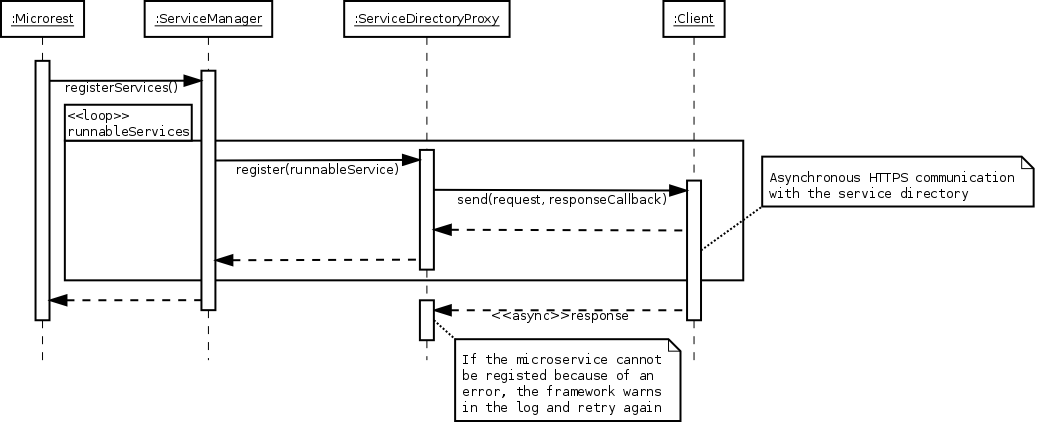 :Microrest
:ServiceManager
:ServiceDirectoryProxy
:Client
registerServices()
<<loop>>
runnableServices
register(runnableService)
send(request, responseCallback)
Asynchronous HTTPS communication
with the service directory
<<async>>response
If the microservice cannot
be registed because of an
error, the framework warns
in the log and retry again